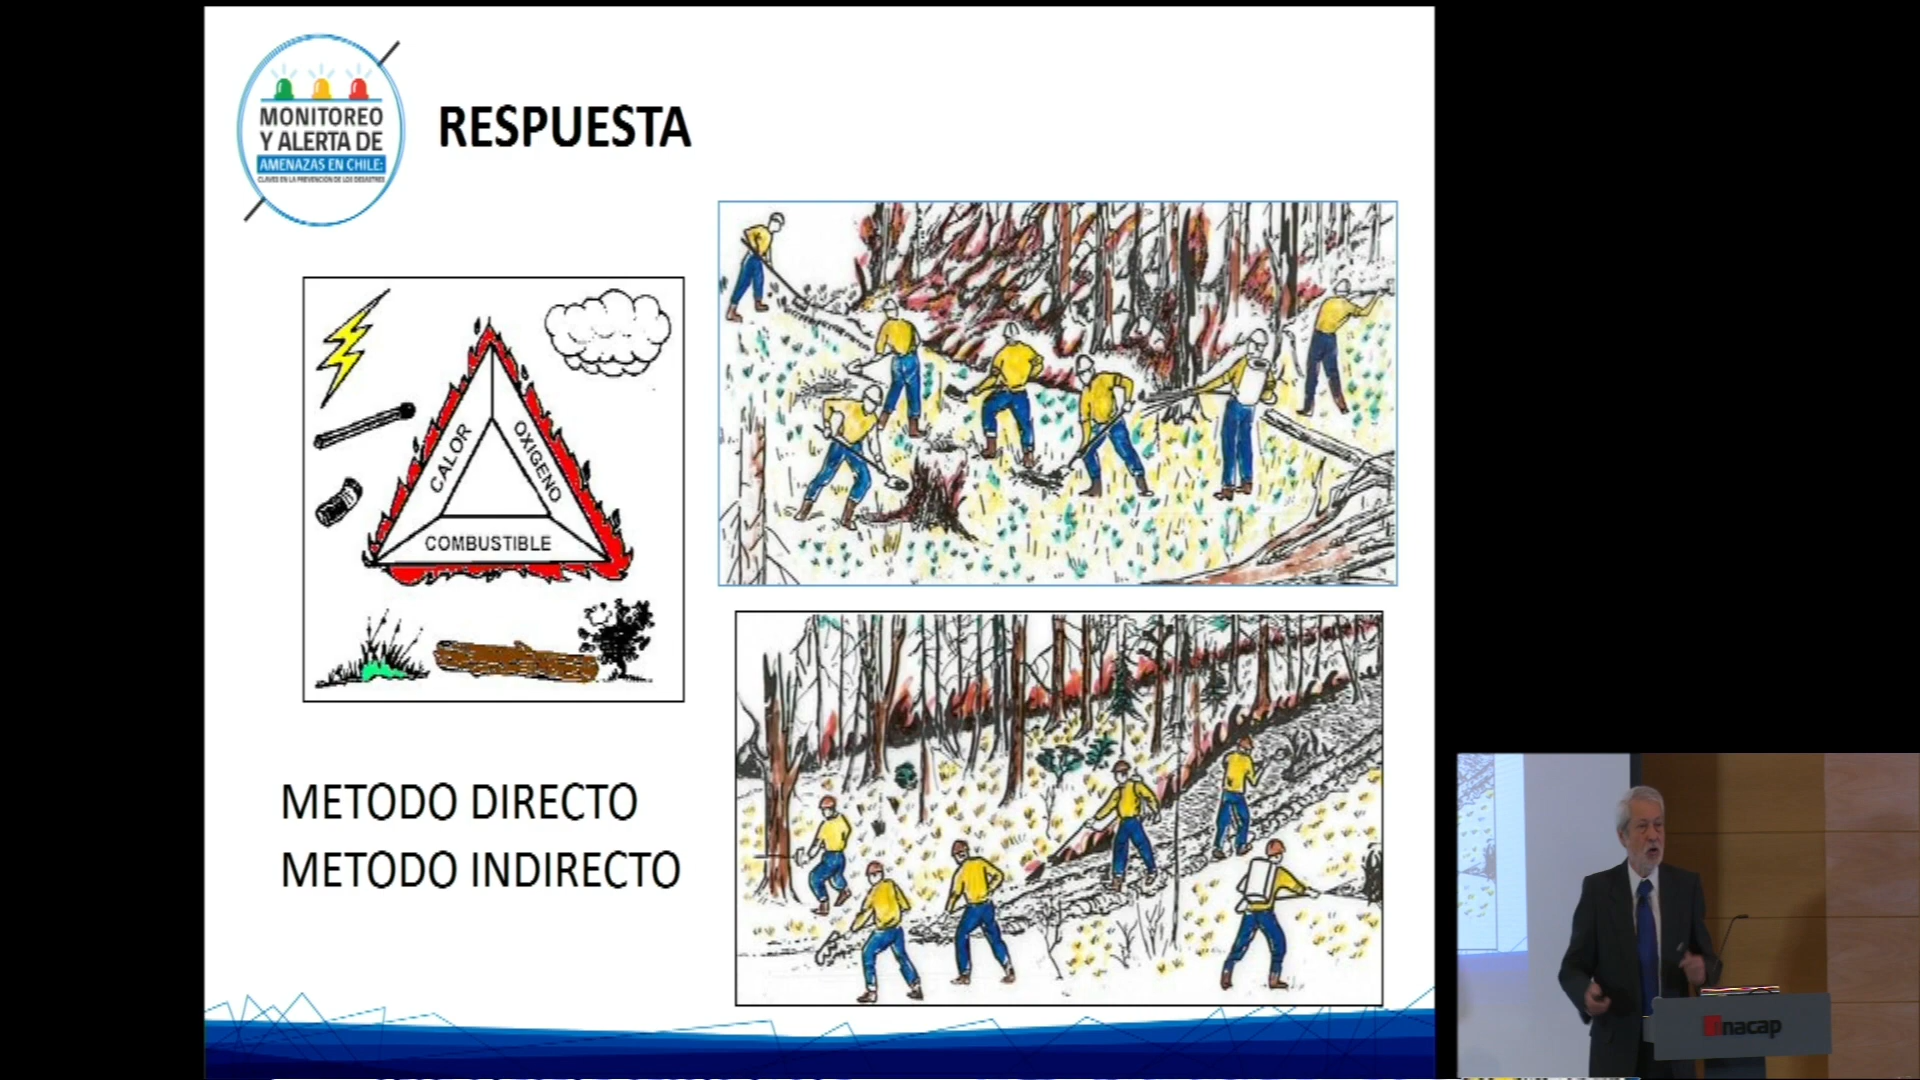 MONITOREO
Y ALERTA DE
AMENAZAS EN CHILE:
CLAVES EN LA PREVENCION DE LOS DESASTRES
RESPUESTA
CALOR
OXIGENO
COMBUSTIBLE
METODO DIRECTO
METODO INDIRECTO
inacap